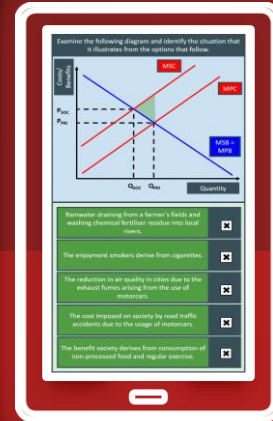 Examine the following diagram and identify the situation that
it illustrates from the options that follow.
Costs/
Benefits
MSC
MPC
PSOC
PPRI
MSB =
MPB
QSOC QPRI
Quantity
Rainwater draining from a farmer's fields and
washing chemical fertiliser residue into local
rivers.
The enjoyment smokers derive from cigarettes.
The reduction in air quality in cities due to the
exhaust fumes arising from the use of
motorcars.
The cost imposed on society by road traffic
accidents due to the usage of motorcars.
The benefit society derives from consumption of
non-processed food and regular exercise.